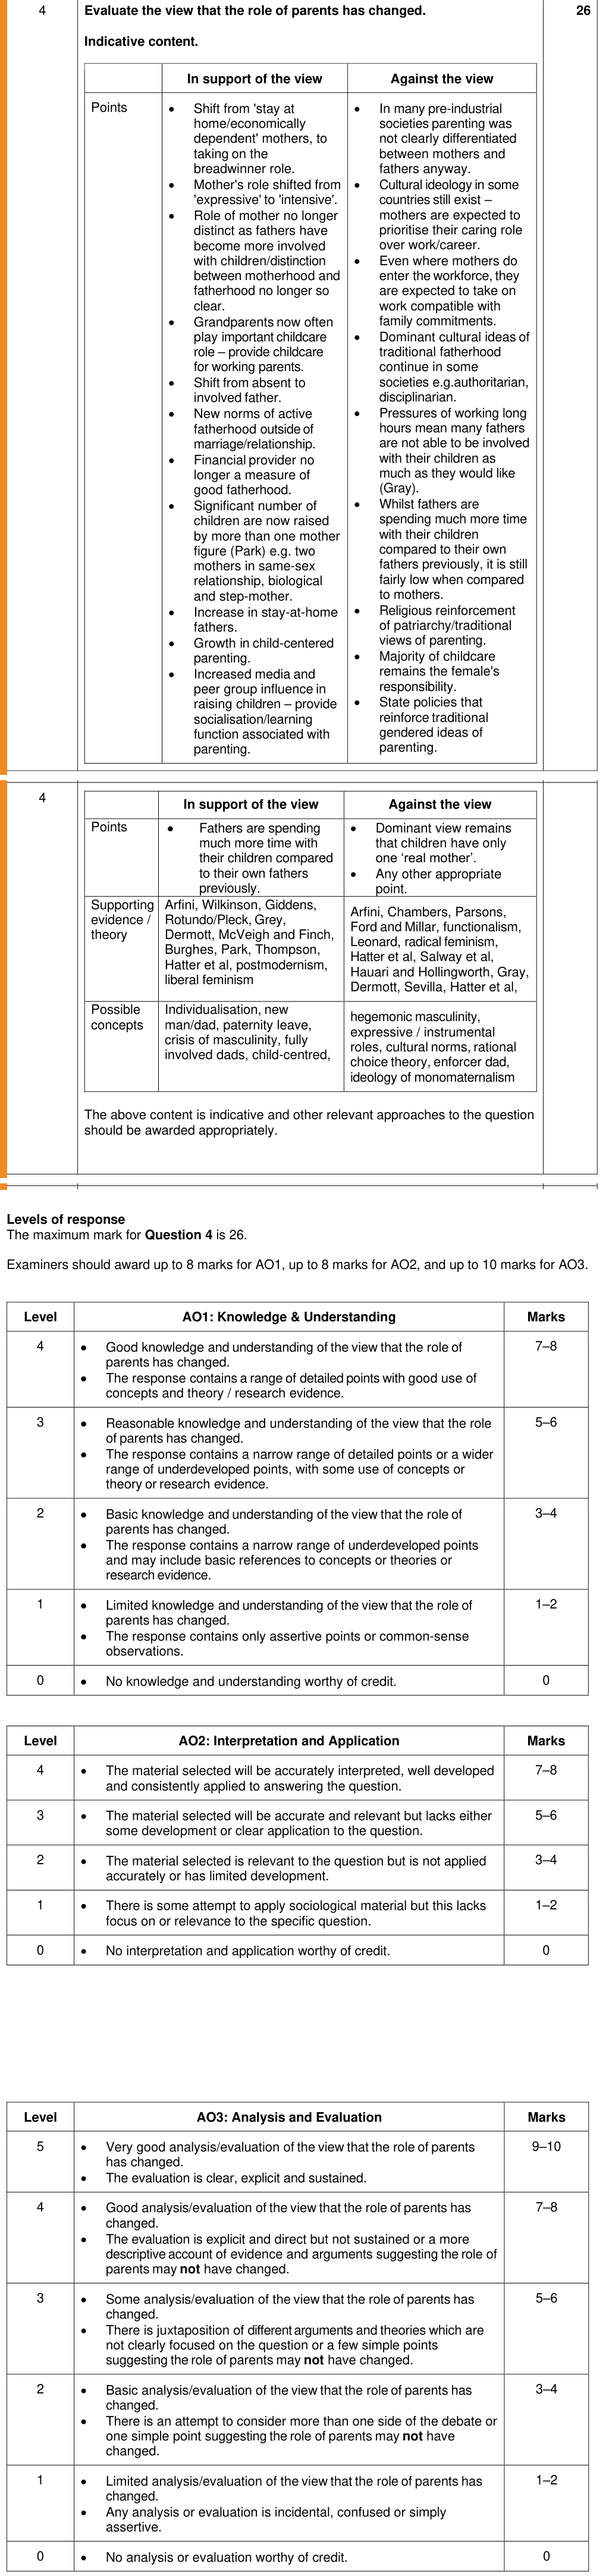 4
Evaluate the view that the role of parents has changed.
26
Indicative content.
In support of the view
Against the view
Points
• Shift from 'stay at
home/economically
dependent' mothers, to
taking on the
breadwinner role.
• Mother's role shifted from
'expressive' to 'intensive'.
• Role of mother no longer
distinct as fathers have
become more involved
with children/distinction
between motherhood and
fatherhood no longer so
clear.
• Grandparents now often
play important childcare
role – provide childcare
for working parents.
• Shift from absent to
involved father.
• New norms of active
fatherhood outside of
marriage/relationship.
• Financial provider no
longer a measure of
good fatherhood.
• Significant number of
children are now raised
by more than one mother
figure (Park) e.g. two
mothers in same-sex
relationship, biological
and step-mother.
• Increase in stay-at-home
fathers.
• Growth in child-centered
parenting.
• Increased media and
peer group influence in
raising children – provide
socialisation/learning
function associated with
parenting.
• In many pre-industrial
societies parenting was
not clearly differentiated
between mothers and
fathers anyway.
• Cultural ideology in some
countries still exist –
mothers are expected to
prioritise their caring role
over work/career.
• Even where mothers do
enter the workforce, they
are expected to take on
work compatible with
family commitments.
• Dominant cultural ideas of
traditional fatherhood
continue in some
societies e.g.authoritarian,
disciplinarian.
• Pressures of working long
hours mean many fathers
are not able to be involved
with their children as
much as they would like
(Gray).
• Whilst fathers are
spending much more time
with their children
compared to their own
fathers previously, it is still
fairly low when compared
to mothers.
• Religious reinforcement
of patriarchy/traditional
views of parenting.
• Majority of childcare
remains the female's
responsibility.
• State policies that
reinforce traditional
gendered ideas of
parenting.
4
In support of the view
Against the view
Points
• Fathers are spending
much more time with
their children compared
to their own fathers
previously.
• Dominant view remains
that children have only
one ‘real mother’.
• Any other appropriate
point.
Supporting
evidence /
theory
Arfini, Wilkinson, Giddens,
Rotundo/Pleck, Grey,
Dermott, McVeigh and Finch,
Burghes, Park, Thompson,
Hatter et al, postmodernism,
liberal feminism
Arfini, Chambers, Parsons,
Ford and Millar, functionalism,
Leonard, radical feminism,
Hatter et al, Salway et al,
Hauari and Hollingworth, Gray,
Dermott, Sevilla, Hatter et al,
Possible
concepts
Individualisation, new
man/dad, paternity leave,
crisis of masculinity, fully
involved dads, child-centred,
hegemonic masculinity,
expressive / instrumental
roles, cultural norms, rational
choice theory, enforcer dad,
ideology of monomaternalism
The above content is indicative and other relevant approaches to the question
should be awarded appropriately.
Levels of response
The maximum mark for Question 4 is 26.
Examiners should award up to 8 marks for AO1, up to 8 marks for AO2, and up to 10 marks for AO3.
Level
AO1: Knowledge & Understanding
Marks
4
• Good knowledge and understanding of the view that the role of
parents has changed.
• The response contains a range of detailed points with good use of
concepts and theory / research evidence.
7–8
3
• Reasonable knowledge and understanding of the view that the role
of parents has changed.
• The response contains a narrow range of detailed points or a wider
range of underdeveloped points, with some use of concepts or
theory or research evidence.
5–6
2
• Basic knowledge and understanding of the view that the role of
parents has changed.
• The response contains a narrow range of underdeveloped points
and may include basic references to concepts or theories or
research evidence.
3–4
1
• Limited knowledge and understanding of the view that the role of
parents has changed.
• The response contains only assertive points or common-sense
observations.
1–2
0
• No knowledge and understanding worthy of credit.
0
Level
AO2: Interpretation and Application
Marks
4
• The material selected will be accurately interpreted, well developed
and consistently applied to answering the question.
7–8
3
• The material selected will be accurate and relevant but lacks either
some development or clear application to the question.
5–6
2
• The material selected is relevant to the question but is not applied
accurately or has limited development.
3–4
1
• There is some attempt to apply sociological material but this lacks
focus on or relevance to the specific question.
1–2
0
• No interpretation and application worthy of credit.
0
Level
AO3: Analysis and Evaluation
Marks
5
• Very good analysis/evaluation of the view that the role of parents
has changed.
• The evaluation is clear, explicit and sustained.
9–10
4
• Good analysis/evaluation of the view that the role of parents has
changed.
• The evaluation is explicit and direct but not sustained or a more
descriptive account of evidence and arguments suggesting the role of
parents may not have changed.
7–8
3
• Some analysis/evaluation of the view that the role of parents has
changed.
• There is juxtaposition of different arguments and theories which are
not clearly focused on the question or a few simple points
suggesting the role of parents may not have changed.
5–6
2
• Basic analysis/evaluation of the view that the role of parents has
changed.
• There is an attempt to consider more than one side of the debate or
one simple point suggesting the role of parents may not have
changed.
3–4
1
• Limited analysis/evaluation of the view that the role of parents has
changed.
• Any analysis or evaluation is incidental, confused or simply
assertive.
1–2
0
• No analysis or evaluation worthy of credit.
0